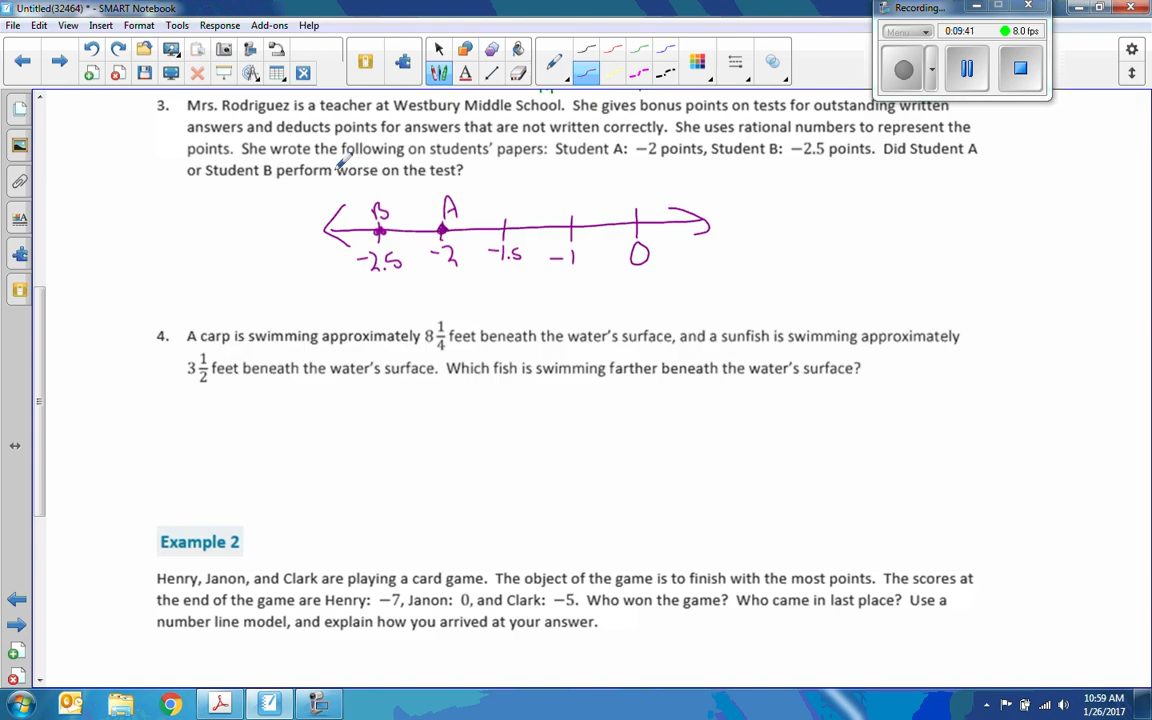 Untitled(32464) * - SMART Notebook
Recording...
File Edit View Insert Format Tools Response Add-ons Help
Menu
0:09:41
8.0 fps
3. Mrs. Rodriguez is a teacher at Westbury Middle School. She gives bonus points on tests for outstanding written
answers and deducts points for answers that are not written correctly. She uses rational numbers to represent the
points. She wrote the following on students' papers: Student A: −2 points, Student B: −2.5 points. Did Student A
or Student B perform worse on the test?
B A
-2.5 -2 -1.5 -1 0
4. A carp is swimming approximately 8 1/4 feet beneath the water's surface, and a sunfish is swimming approximately
3 1/2 feet beneath the water's surface. Which fish is swimming farther beneath the water's surface?
Example 2
Henry, Janon, and Clark are playing a card game. The object of the game is to finish with the most points. The scores at
the end of the game are Henry: −7, Janon: 0, and Clark: −5. Who won the game? Who came in last place? Use a
number line model, and explain how you arrived at your answer.
10:59 AM
1/26/2017